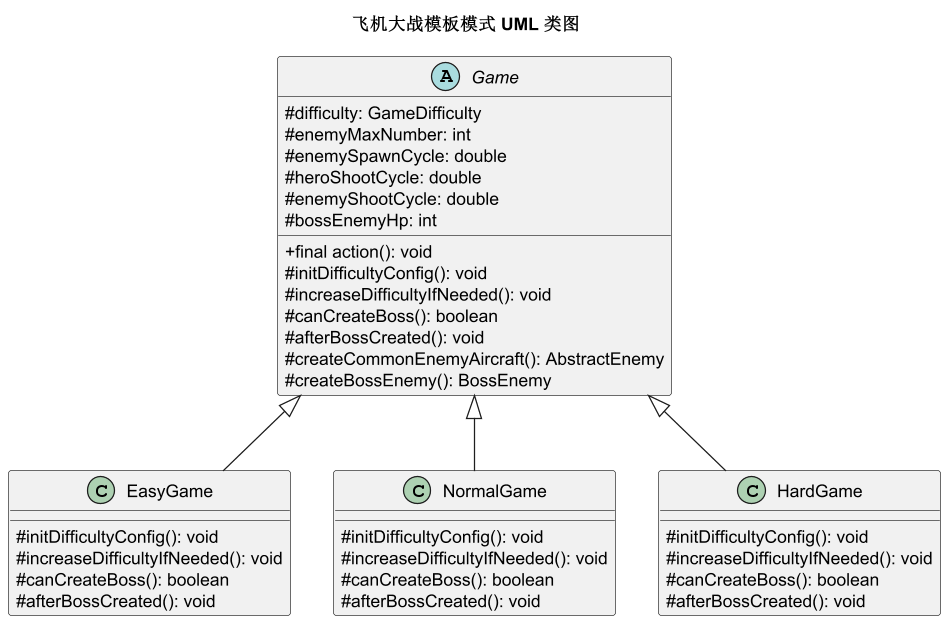 飞机大战模板模式 UML 类图
A Game
#difficulty: GameDifficulty
#enemyMaxNumber: int
#enemySpawnCycle: double
#heroShootCycle: double
#enemyShootCycle: double
#bossEnemyHp: int
+final action(): void
#initDifficultyConfig(): void
#increaseDifficultyIfNeeded(): void
#canCreateBoss(): boolean
#afterBossCreated(): void
#createCommonEnemyAircraft(): AbstractEnemy
#createBossEnemy(): BossEnemy
C EasyGame
#initDifficultyConfig(): void
#increaseDifficultyIfNeeded(): void
#canCreateBoss(): boolean
#afterBossCreated(): void
C NormalGame
#initDifficultyConfig(): void
#increaseDifficultyIfNeeded(): void
#canCreateBoss(): boolean
#afterBossCreated(): void
C HardGame
#initDifficultyConfig(): void
#increaseDifficultyIfNeeded(): void
#canCreateBoss(): boolean
#afterBossCreated(): void